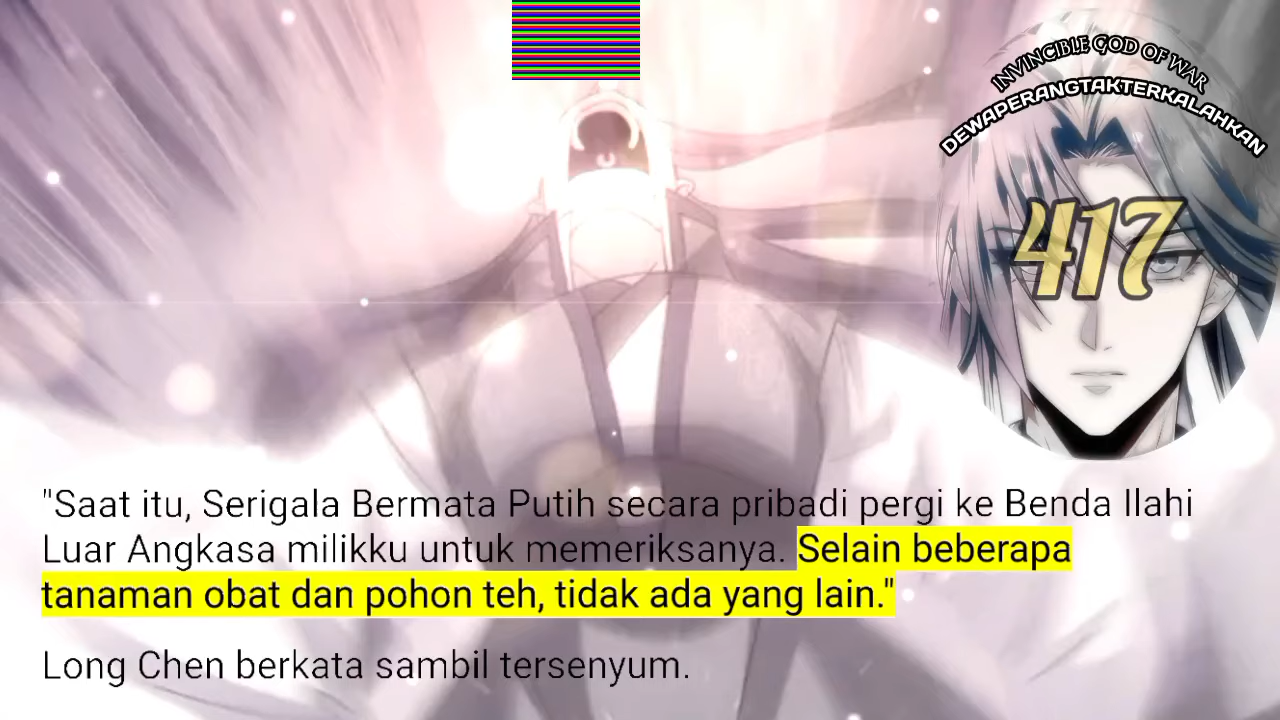 INVINCIBLE GOD OF WAR
DEWAPERANGTAKTERKALAHKAN
417
"Saat itu, Serigala Bermata Putih secara pribadi pergi ke Benda Ilahi
Luar Angkasa milikku untuk memeriksanya. Selain beberapa
tanaman obat dan pohon teh, tidak ada yang lain."
Long Chen berkata sambil tersenyum.